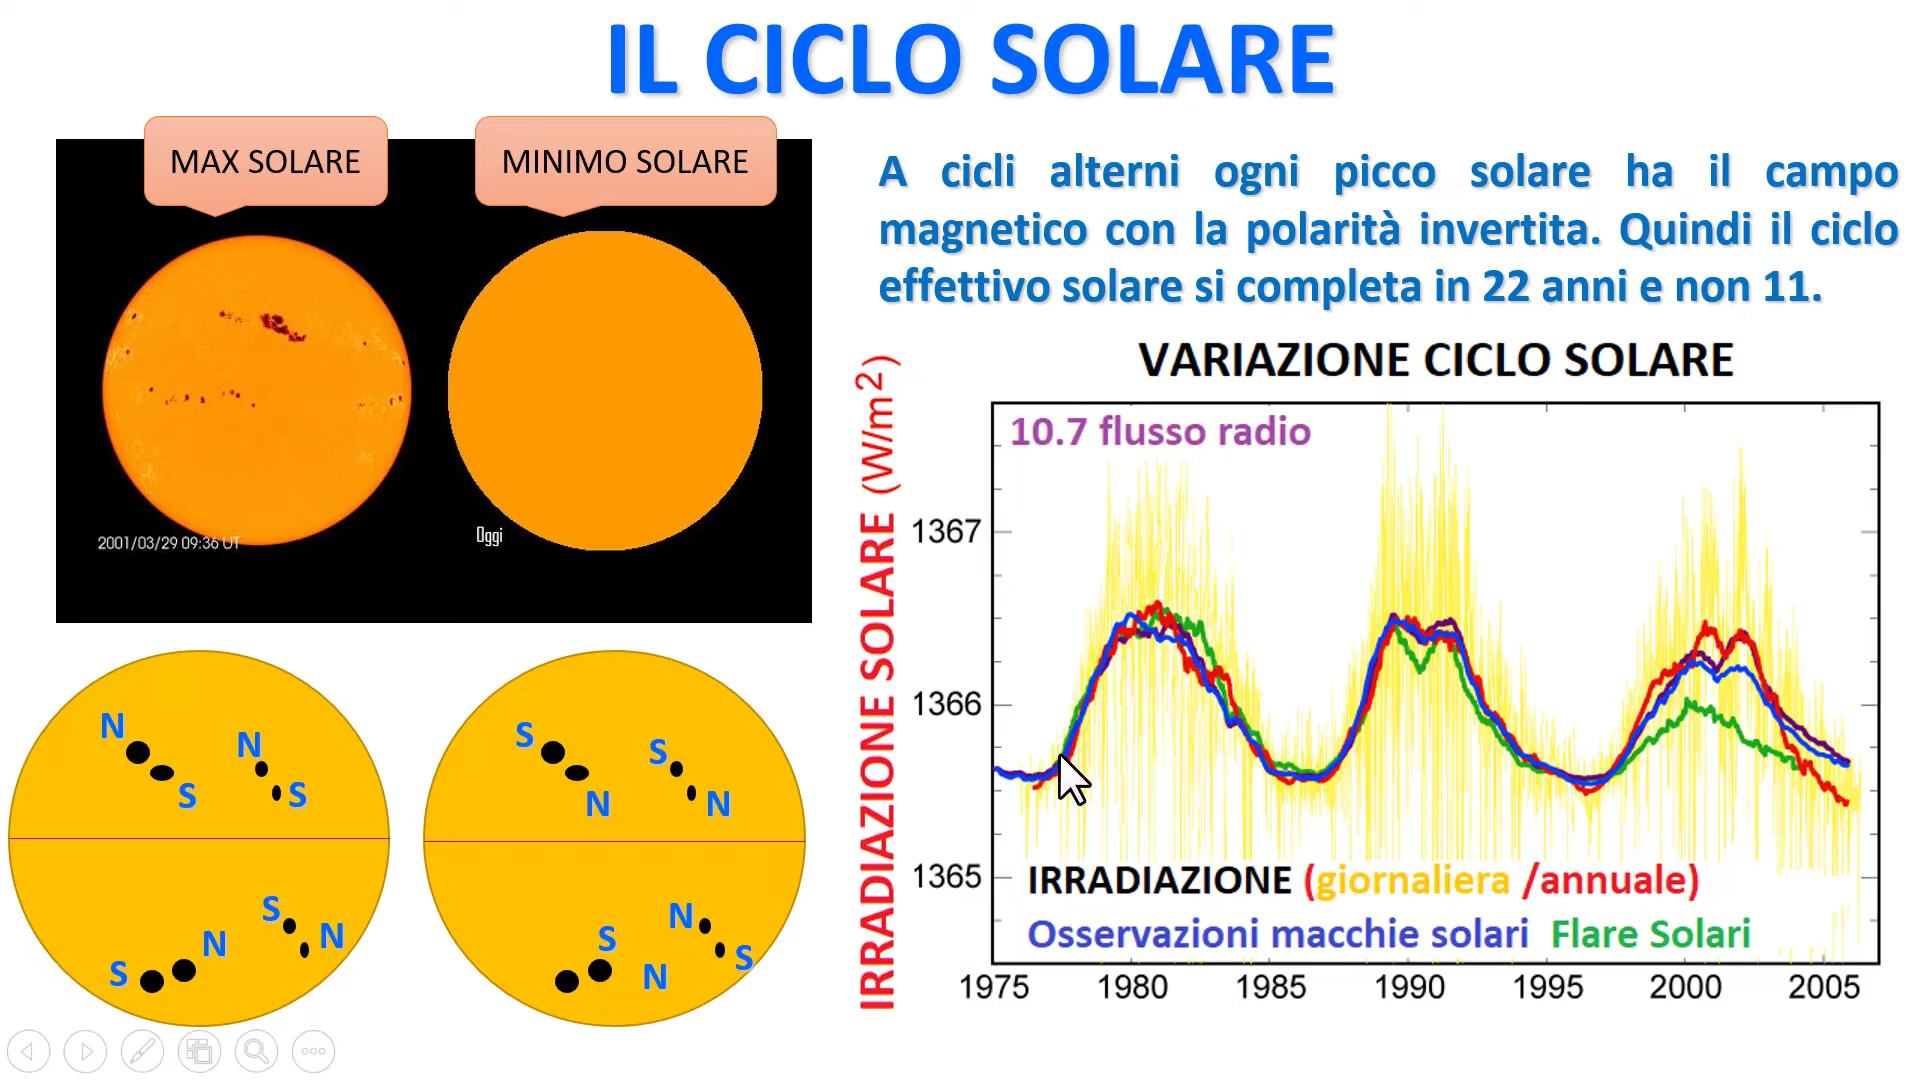 IL CICLO SOLARE
MAX SOLARE
MINIMO SOLARE
2001/03/29 09:36 UT
Oggi
A cicli alterni ogni picco solare ha il campo
magnetico con la polarità invertita. Quindi il ciclo
effettivo solare si completa in 22 anni e non 11.
N
S
N
S
S
N
S
N
S
N
S
N
S
N
N
S
VARIAZIONE CICLO SOLARE
IRRADIAZIONE SOLARE (W/m²)
10.7 flusso radio
1367
1366
1365
IRRADIAZIONE (giornaliera /annuale)
Osservazioni macchie solari Flare Solari
1975 1980 1985 1990 1995 2000 2005